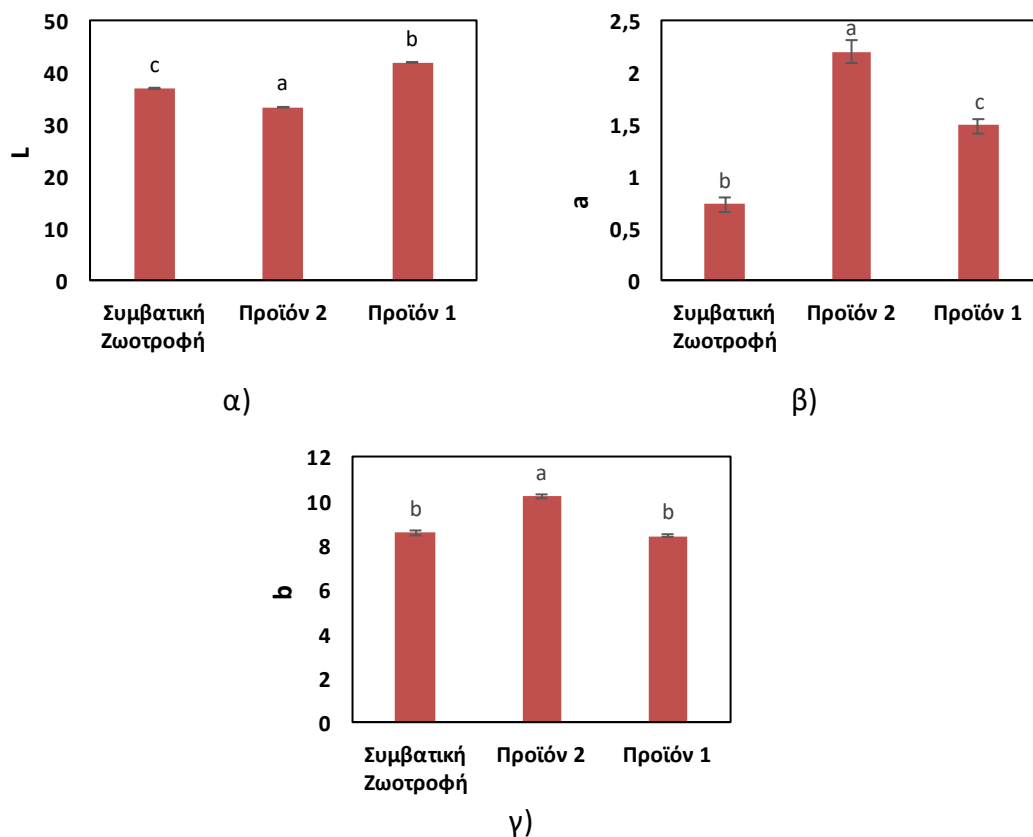 50
40
30
20
10
0
L
c
a
b
Συμβατική
Ζωοτροφή
Προϊόν 2
Προϊόν 1
α)
2,5
2
1,5
1
0,5
0
a
b
a
c
Συμβατική
Ζωοτροφή
Προϊόν 2
Προϊόν 1
β)
12
10
8
6
4
2
0
b
b
a
b
Συμβατική
Ζωοτροφή
Προϊόν 2
Προϊόν 1
γ)